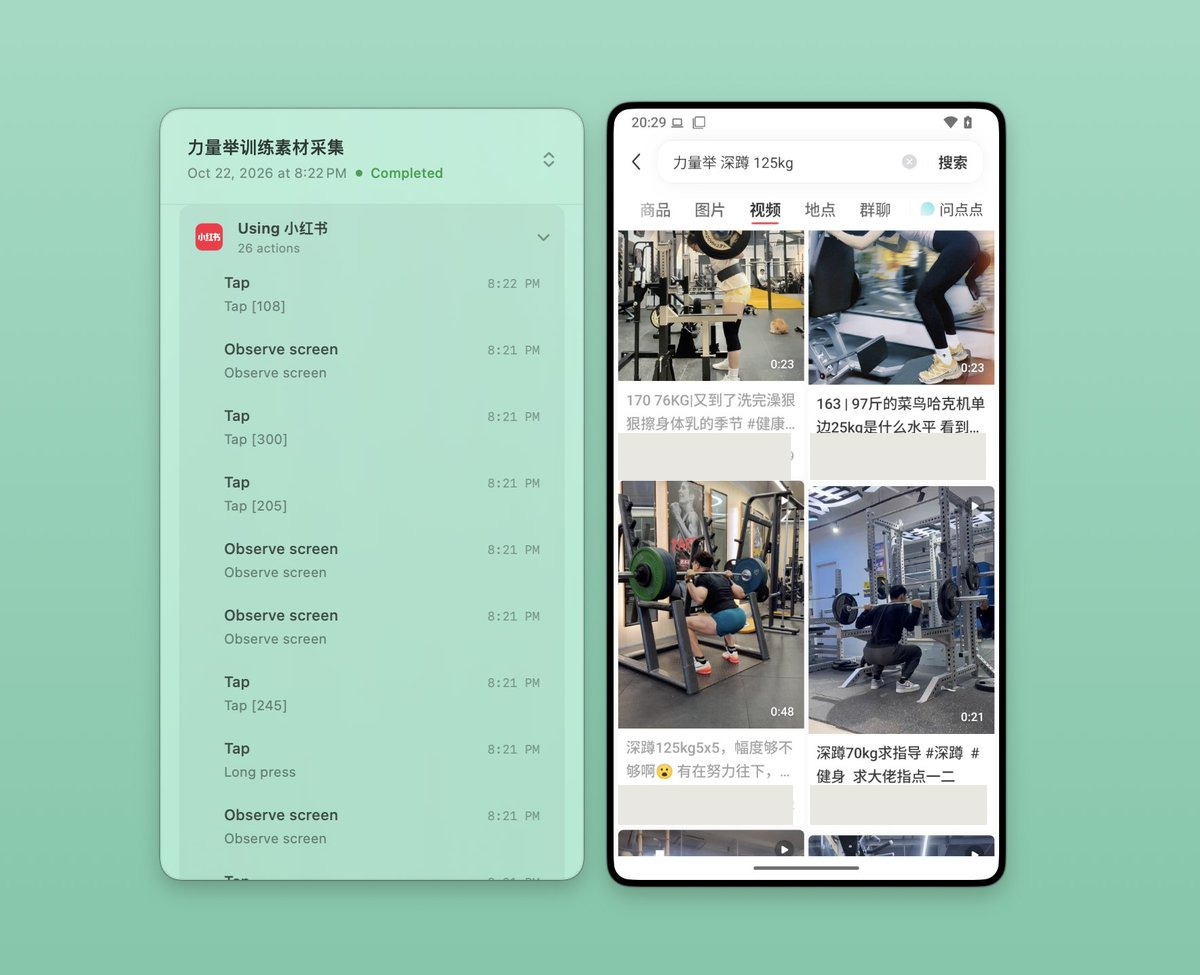 力量举训练素材采集
Oct 22, 2026 at 8:22 PM ● Completed
小红书
Using 小红书
26 actions
Tap
8:22 PM
Tap [108]
Observe screen
8:21 PM
Observe screen
Tap
8:21 PM
Tap [300]
Tap
8:21 PM
Tap [205]
Observe screen
8:21 PM
Observe screen
Observe screen
8:21 PM
Observe screen
Tap
8:21 PM
Tap [245]
Tap
8:21 PM
Long press
Observe screen
8:21 PM
Observe screen
Tap
8:21 PM
20:29
力量举 深蹲 125kg
搜索
商品 图片 视频 地点 群聊 问点点
0:23
0:23
170 76KG|又到了洗完澡狠
狠擦身体乳的季节 #健康...
163 | 97斤的菜鸟哈克机单
边25kg是什么水平 看到...
0:48
0:21
深蹲125kg5x5，幅度够不
够啊😮 有在努力往下，...
深蹲70kg求指导 #深蹲 #
健身 求大佬指点一二